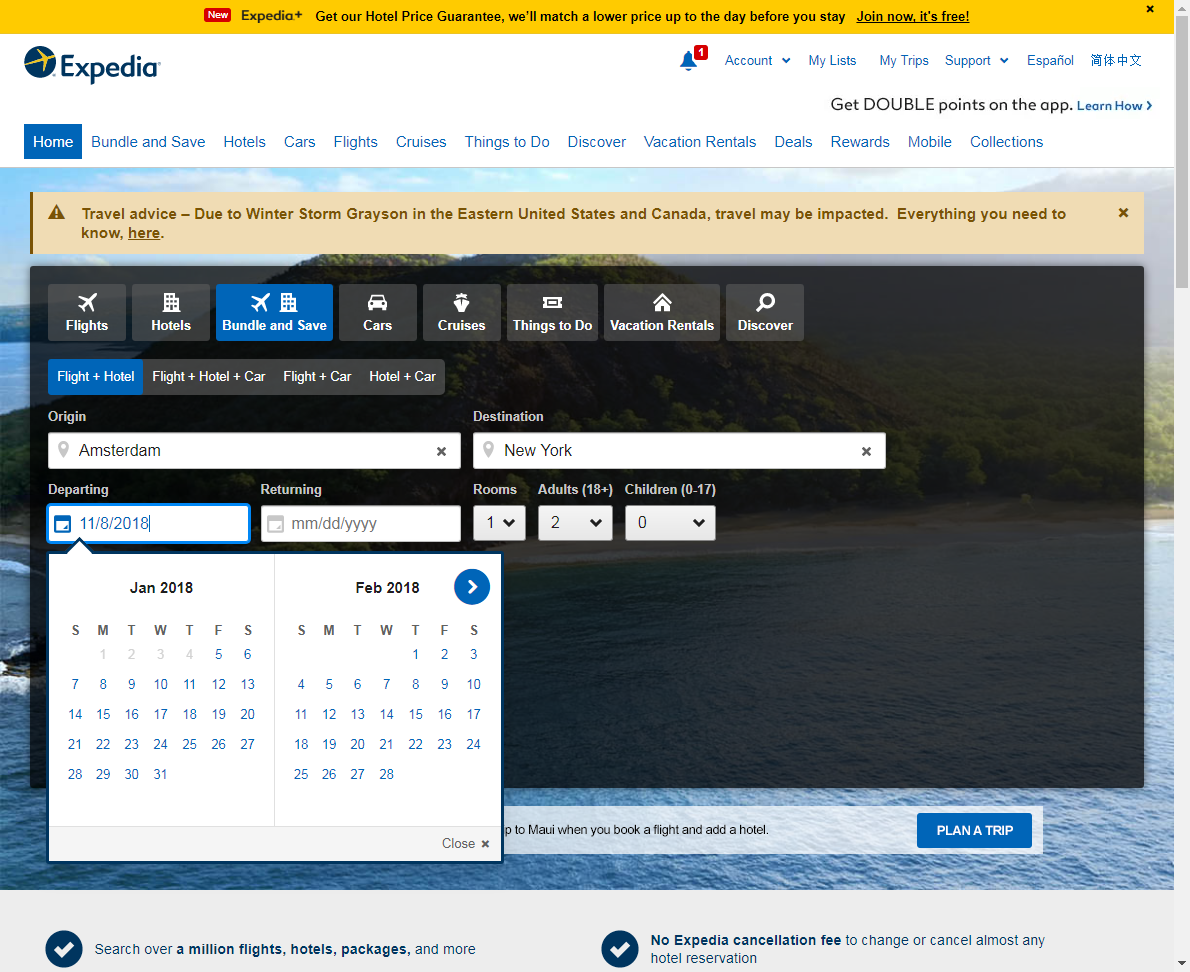 New Expedia+ Get our Hotel Price Guarantee, we'll match a lower price up to the day before you stay Join now, it's free!
Expedia
1 Account My Lists My Trips Support Español 简体中文
Get DOUBLE points on the app. Learn How
Home Bundle and Save Hotels Cars Flights Cruises Things to Do Discover Vacation Rentals Deals Rewards Mobile Collections
Travel advice – Due to Winter Storm Grayson in the Eastern United States and Canada, travel may be impacted. Everything you need to
know, here.
Flights Hotels Bundle and Save Cars Cruises Things to Do Vacation Rentals Discover
Flight + Hotel Flight + Hotel + Car Flight + Car Hotel + Car
Origin Destination
Amsterdam New York
Departing Returning Rooms Adults (18+) Children (0-17)
11/8/2018 mm/dd/yyyy 1 2 0
Jan 2018 Feb 2018
S M T W T F S S M T W T F S
1 2 3 4 5 6 1 2 3
7 8 9 10 11 12 13 4 5 6 7 8 9 10
14 15 16 17 18 19 20 11 12 13 14 15 16 17
21 22 23 24 25 26 27 18 19 20 21 22 23 24
28 29 30 31 25 26 27 28
p to Maui when you book a flight and add a hotel. PLAN A TRIP
Close
Search over a million flights, hotels, packages, and more
No Expedia cancellation fee to change or cancel almost any
hotel reservation